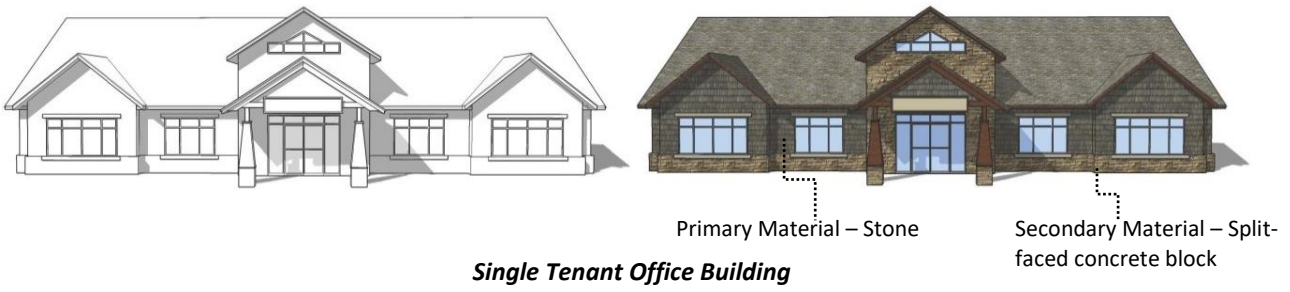 Primary Material – Stone
Secondary Material – Split-
faced concrete block
Single Tenant Office Building